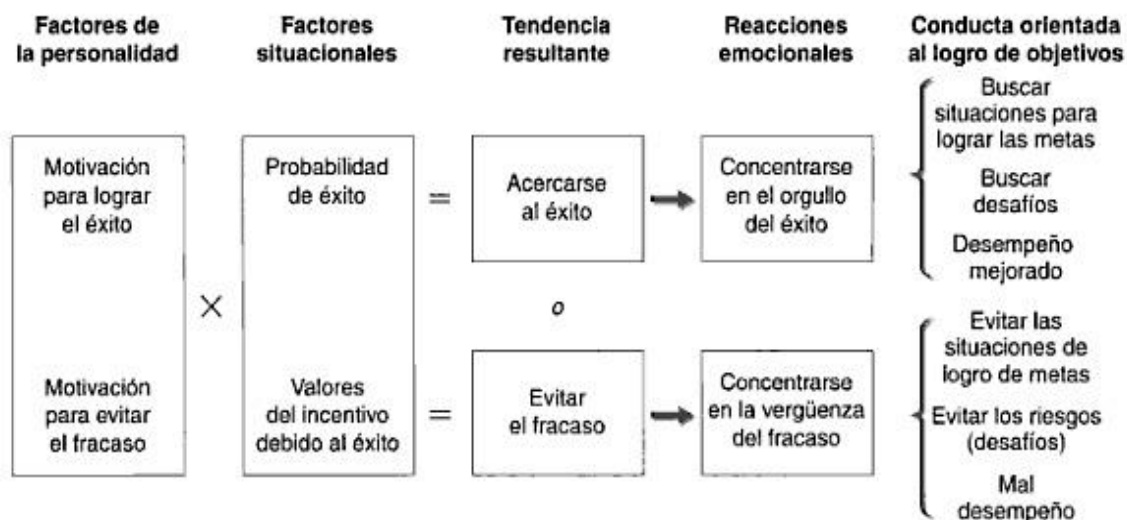 Factores de
la personalidad
Factores
situacionales
Tendencia
resultante
Reacciones
emocionales
Conducta orientada
al logro de objetivos
Motivación
para lograr
el éxito
Probabilidad
de éxito
=
Acercarse
al éxito
Concentrarse
en el orgullo
del éxito
Buscar
situaciones para
lograr las metas
Buscar
desafíos
Desempeño
mejorado
×
o
Motivación
para evitar
el fracaso
Valores
del incentivo
debido al éxito
=
Evitar
el fracaso
Concentrarse
en la vergüenza
del fracaso
Evitar las
situaciones de
logro de metas
Evitar los riesgos
(desafíos)
Mal
desempeño